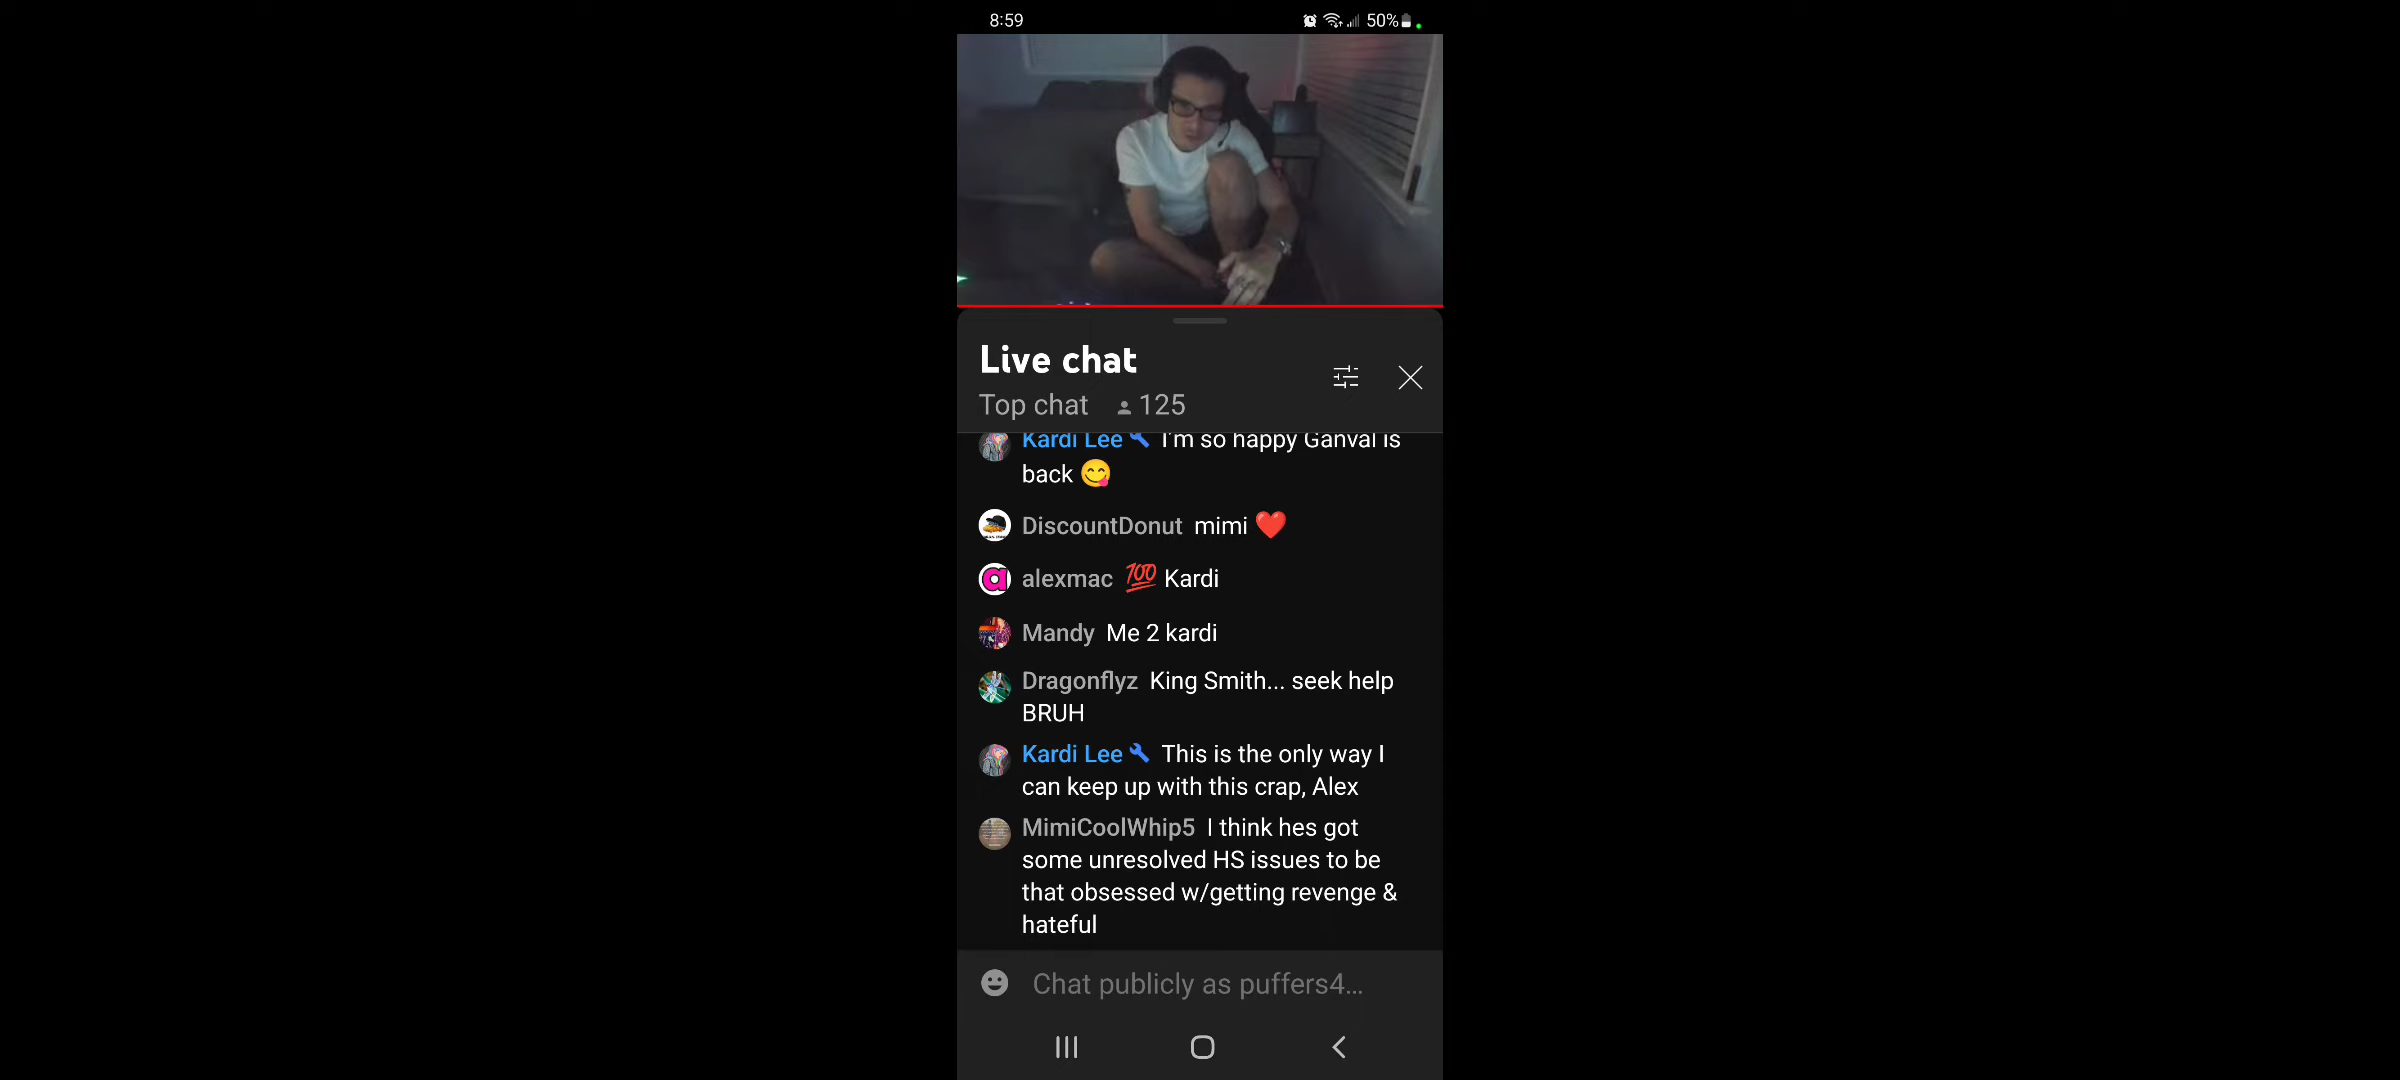 8:59
50%
Live chat
Top chat 125
Kardi Lee I'm so happy Ganval is
back 😋
DiscountDonut mimi ❤️
alexmac 💯 Kardi
Mandy Me 2 kardi
Dragonflyz King Smith... seek help
BRUH
Kardi Lee This is the only way I
can keep up with this crap, Alex
MimiCoolWhip5 I think hes got
some unresolved HS issues to be
that obsessed w/getting revenge &
hateful
Chat publicly as puffers4...